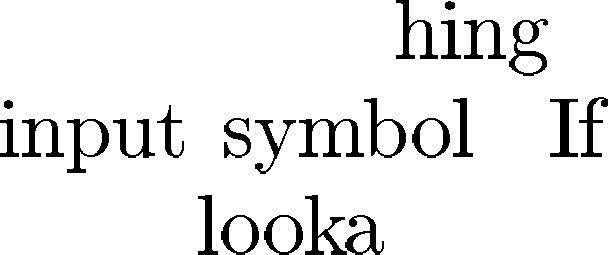 hing
input symbol If
looka